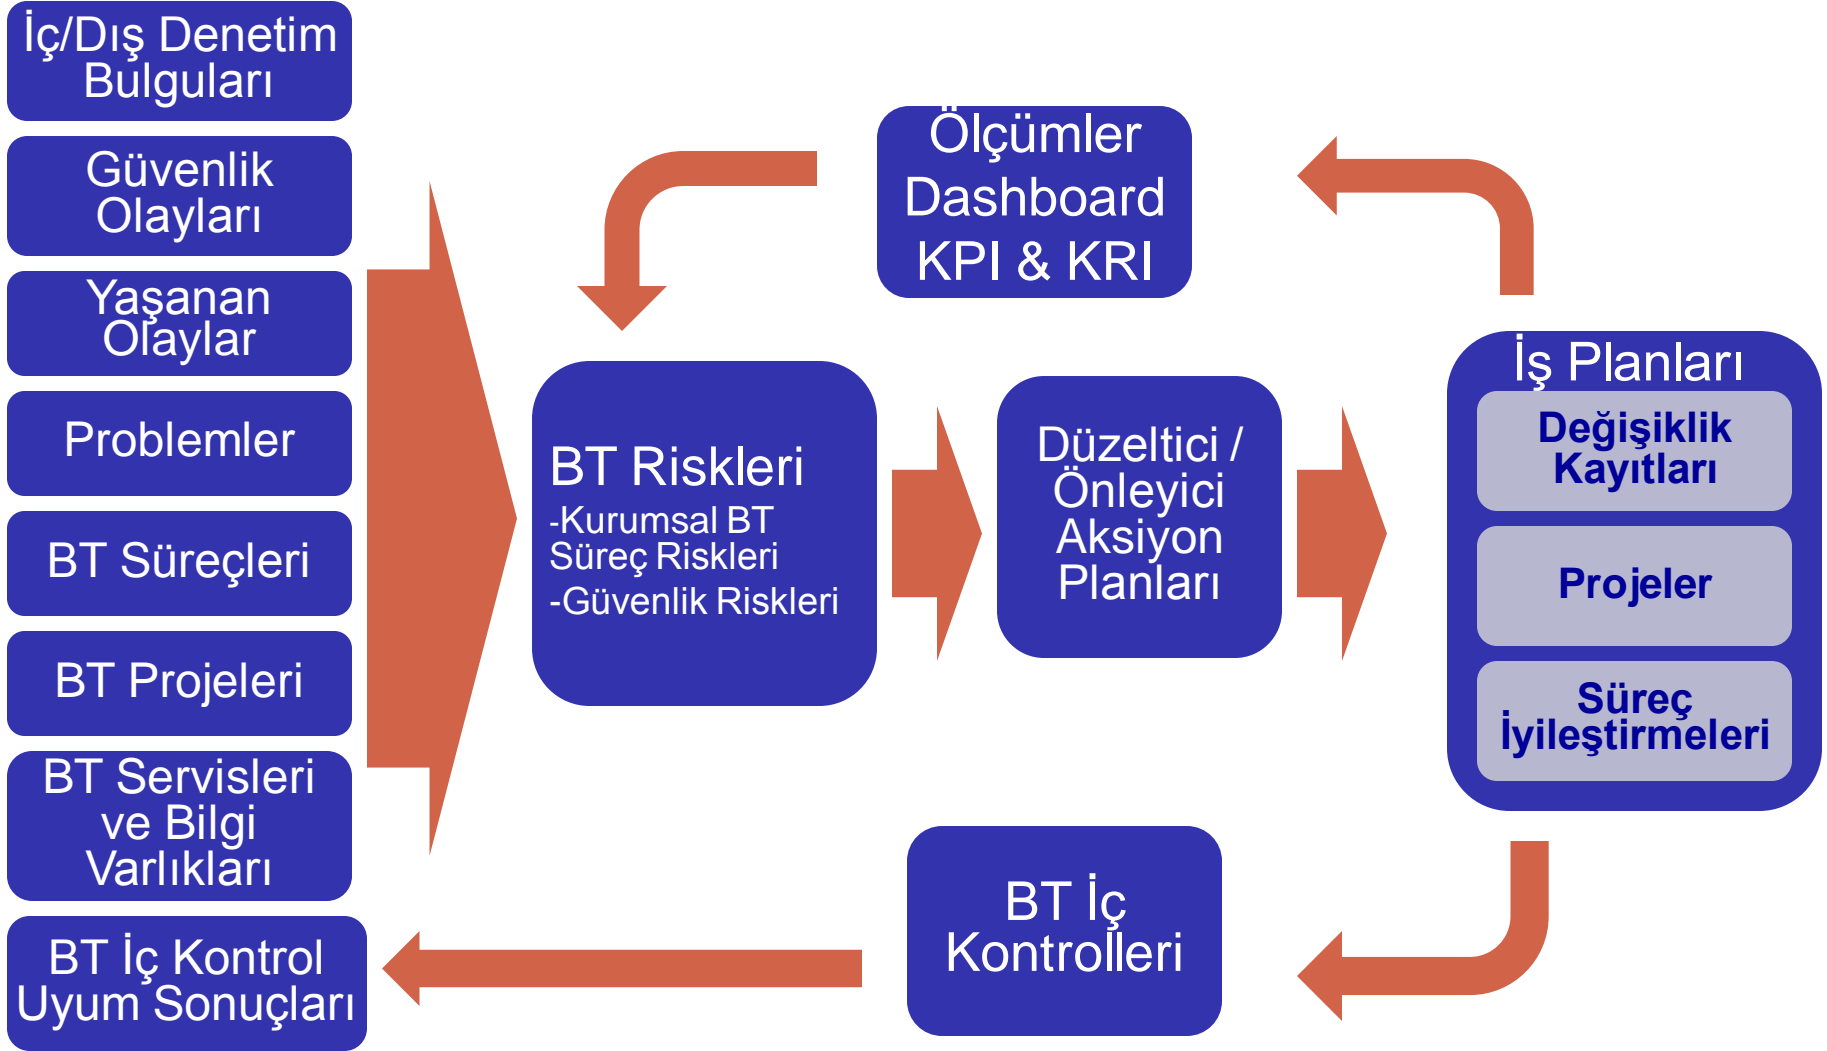 İç/Dış Denetim
Bulguları
Güvenlik
Olayları
Yaşanan
Olaylar
Problemler
BT Süreçleri
BT Projeleri
BT Servisleri
ve Bilgi
Varlıkları
BT İç Kontrol
Uyum Sonuçları
Ölçümler
Dashboard
KPI & KRI
BT Riskleri
-Kurumsal BT
Süreç Riskleri
-Güvenlik Riskleri
Düzeltici /
Önleyici
Aksiyon
Planları
İş Planları
Değişiklik
Kayıtları
Projeler
Süreç
İyileştirmeleri
BT İç
Kontrolleri